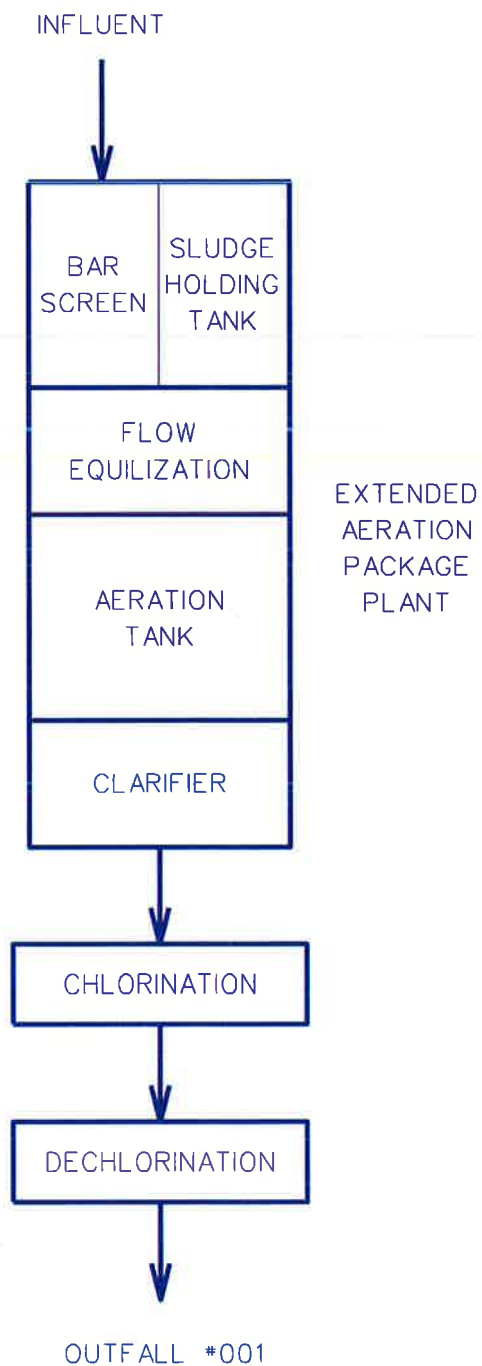 INFLUENT
BAR
SCREEN
SLUDGE
HOLDING
TANK
FLOW
EQUILIZATION
EXTENDED
AERATION
PACKAGE
PLANT
AERATION
TANK
CLARIFIER
CHLORINATION
DECHLORINATION
OUTFALL #001